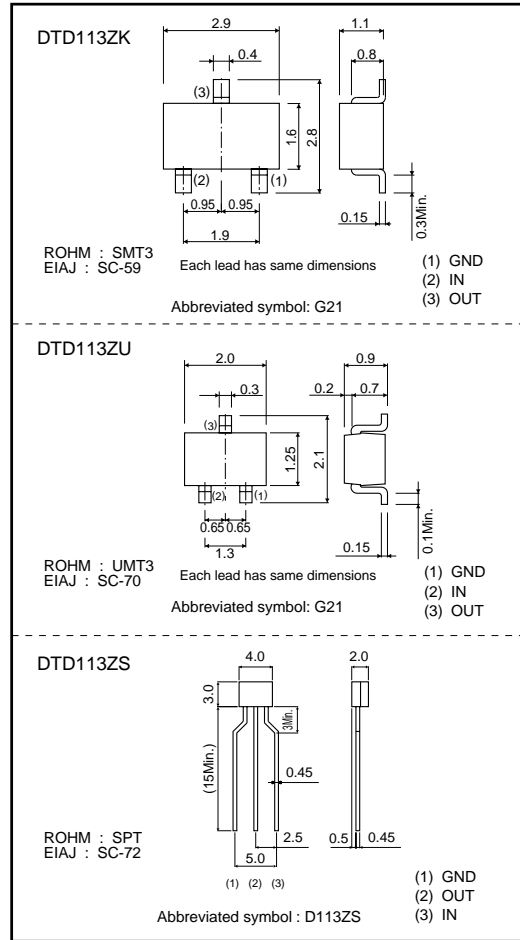 DTD113ZK
2.9
1.1
0.4
0.8
(3)
1.6
2.8
(2)
(1)
0.95 0.95
0.15
0.3Min.
1.9
ROHM : SMT3
EIAJ : SC-59
Each lead has same dimensions
(1) GND
(2) IN
(3) OUT
Abbreviated symbol: G21
DTD113ZU
2.0
0.9
0.3
0.2
0.7
(3)
1.25
2.1
(2)
(1)
0.65 0.65
0.15
0.1Min.
1.3
ROHM : UMT3
EIAJ : SC-70
Each lead has same dimensions
(1) GND
(2) IN
(3) OUT
Abbreviated symbol: G21
DTD113ZS
4.0
2.0
3.0
3Min.
(15Min.)
0.45
2.5
0.5
0.45
5.0
(1) (2) (3)
ROHM : SPT
EIAJ : SC-72
(1) GND
(2) OUT
(3) IN
Abbreviated symbol : D113ZS